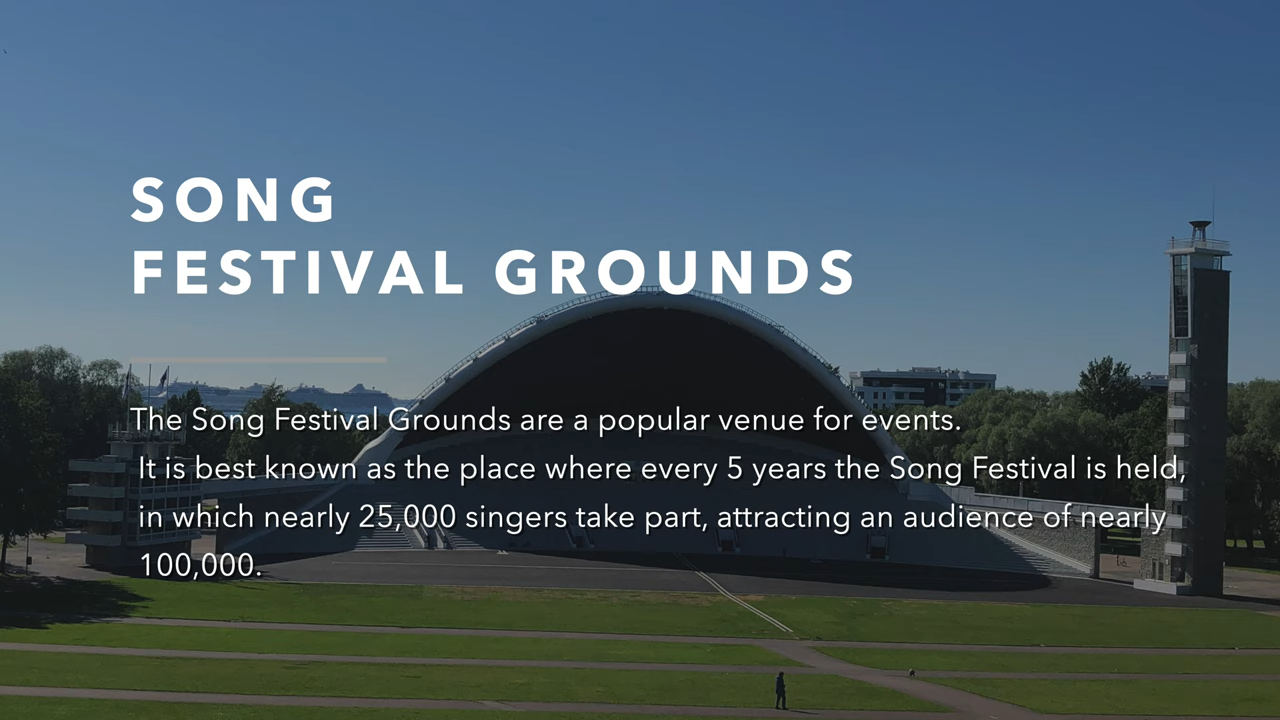 SONG
FESTIVAL GROUNDS
The Song Festival Grounds are a popular venue for events.
It is best known as the place where every 5 years the Song Festival is held,
in which nearly 25,000 singers take part, attracting an audience of nearly
100,000.